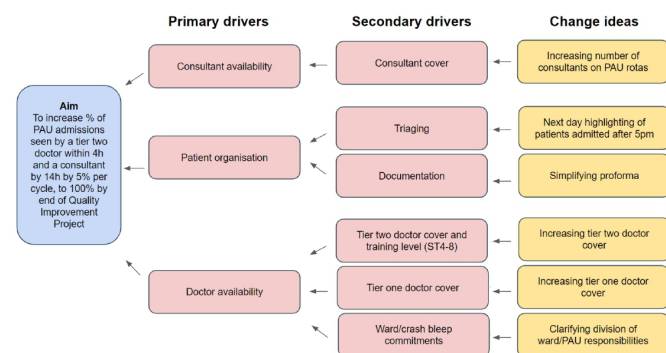 Primary drivers
Secondary drivers
Change ideas
Consultant availability
Consultant cover
Increasing number of
consultants on PAU rotas
Aim
To increase % of
PAU admissions
seen by a tier two
doctor within 4h
and a consultant
by 14h by 5% per
cycle, to 100% by
end of Quality
Improvement
Project
Patient organisation
Triaging
Next day highlighting of
patients admitted after 5pm
Documentation
Simplifying proforma
Doctor availability
Tier two doctor cover and
training level (ST4-8)
Increasing tier two doctor
cover
Tier one doctor cover
Increasing tier one doctor
cover
Ward/crash bleep
commitments
Clarifying division of
ward/PAU responsibilities